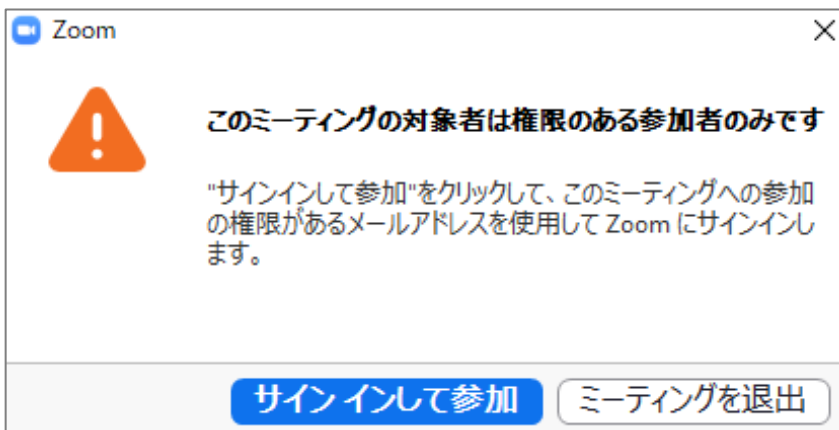 Zoom
このミーティングの対象者は権限のある参加者のみです
"サインインして参加"をクリックして、このミーティングへの参加
の権限があるメールアドレスを使用して Zoom にサインインし
ます。
サイン インして参加
ミーティングを退出